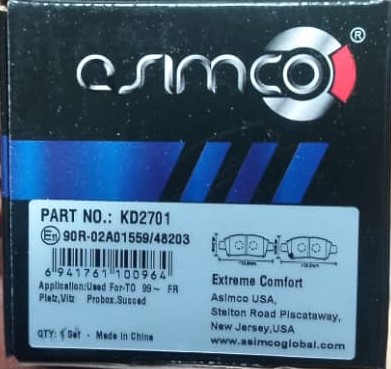 asimco®
PART NO.: KD2701
E11 90R-02A01559/48203
6 941761 100964
Application:Used For-TO 99~ FR
Platz,Vitz Probox.Succed
Extreme Comfort
Asimco USA,
Stelton Road Piscataway,
New Jersey,USA
www.asimcoglobal.com
QTY: 1 Set - Made in China